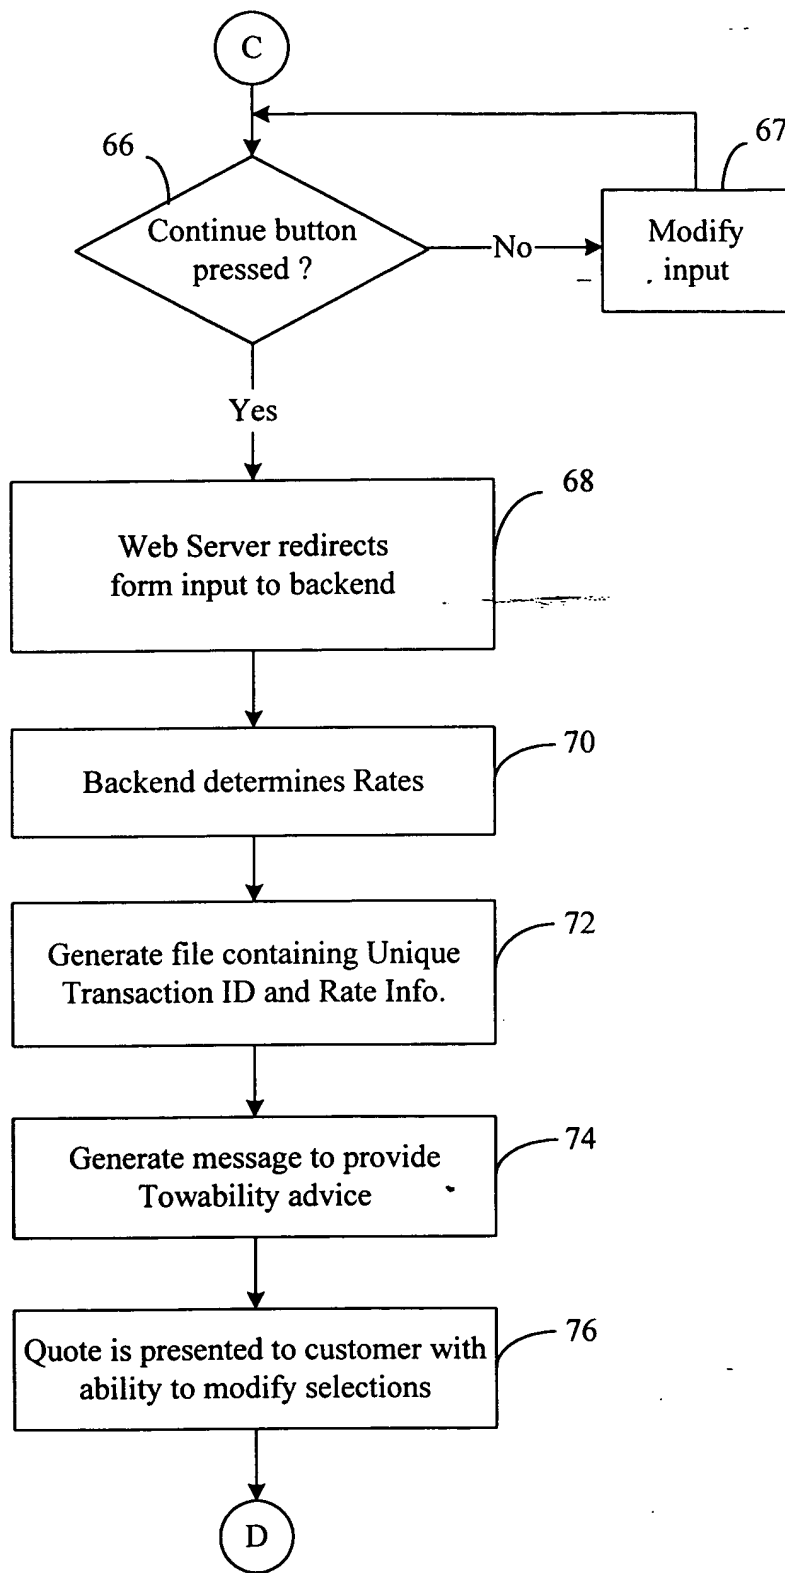 C
66
67
Continue button
pressed ?
No
Modify
input
Yes
68
Web Server redirects
form input to backend
70
Backend determines Rates
72
Generate file containing Unique
Transaction ID and Rate Info.
74
Generate message to provide
Towability advice
76
Quote is presented to customer with
ability to modify selections
D